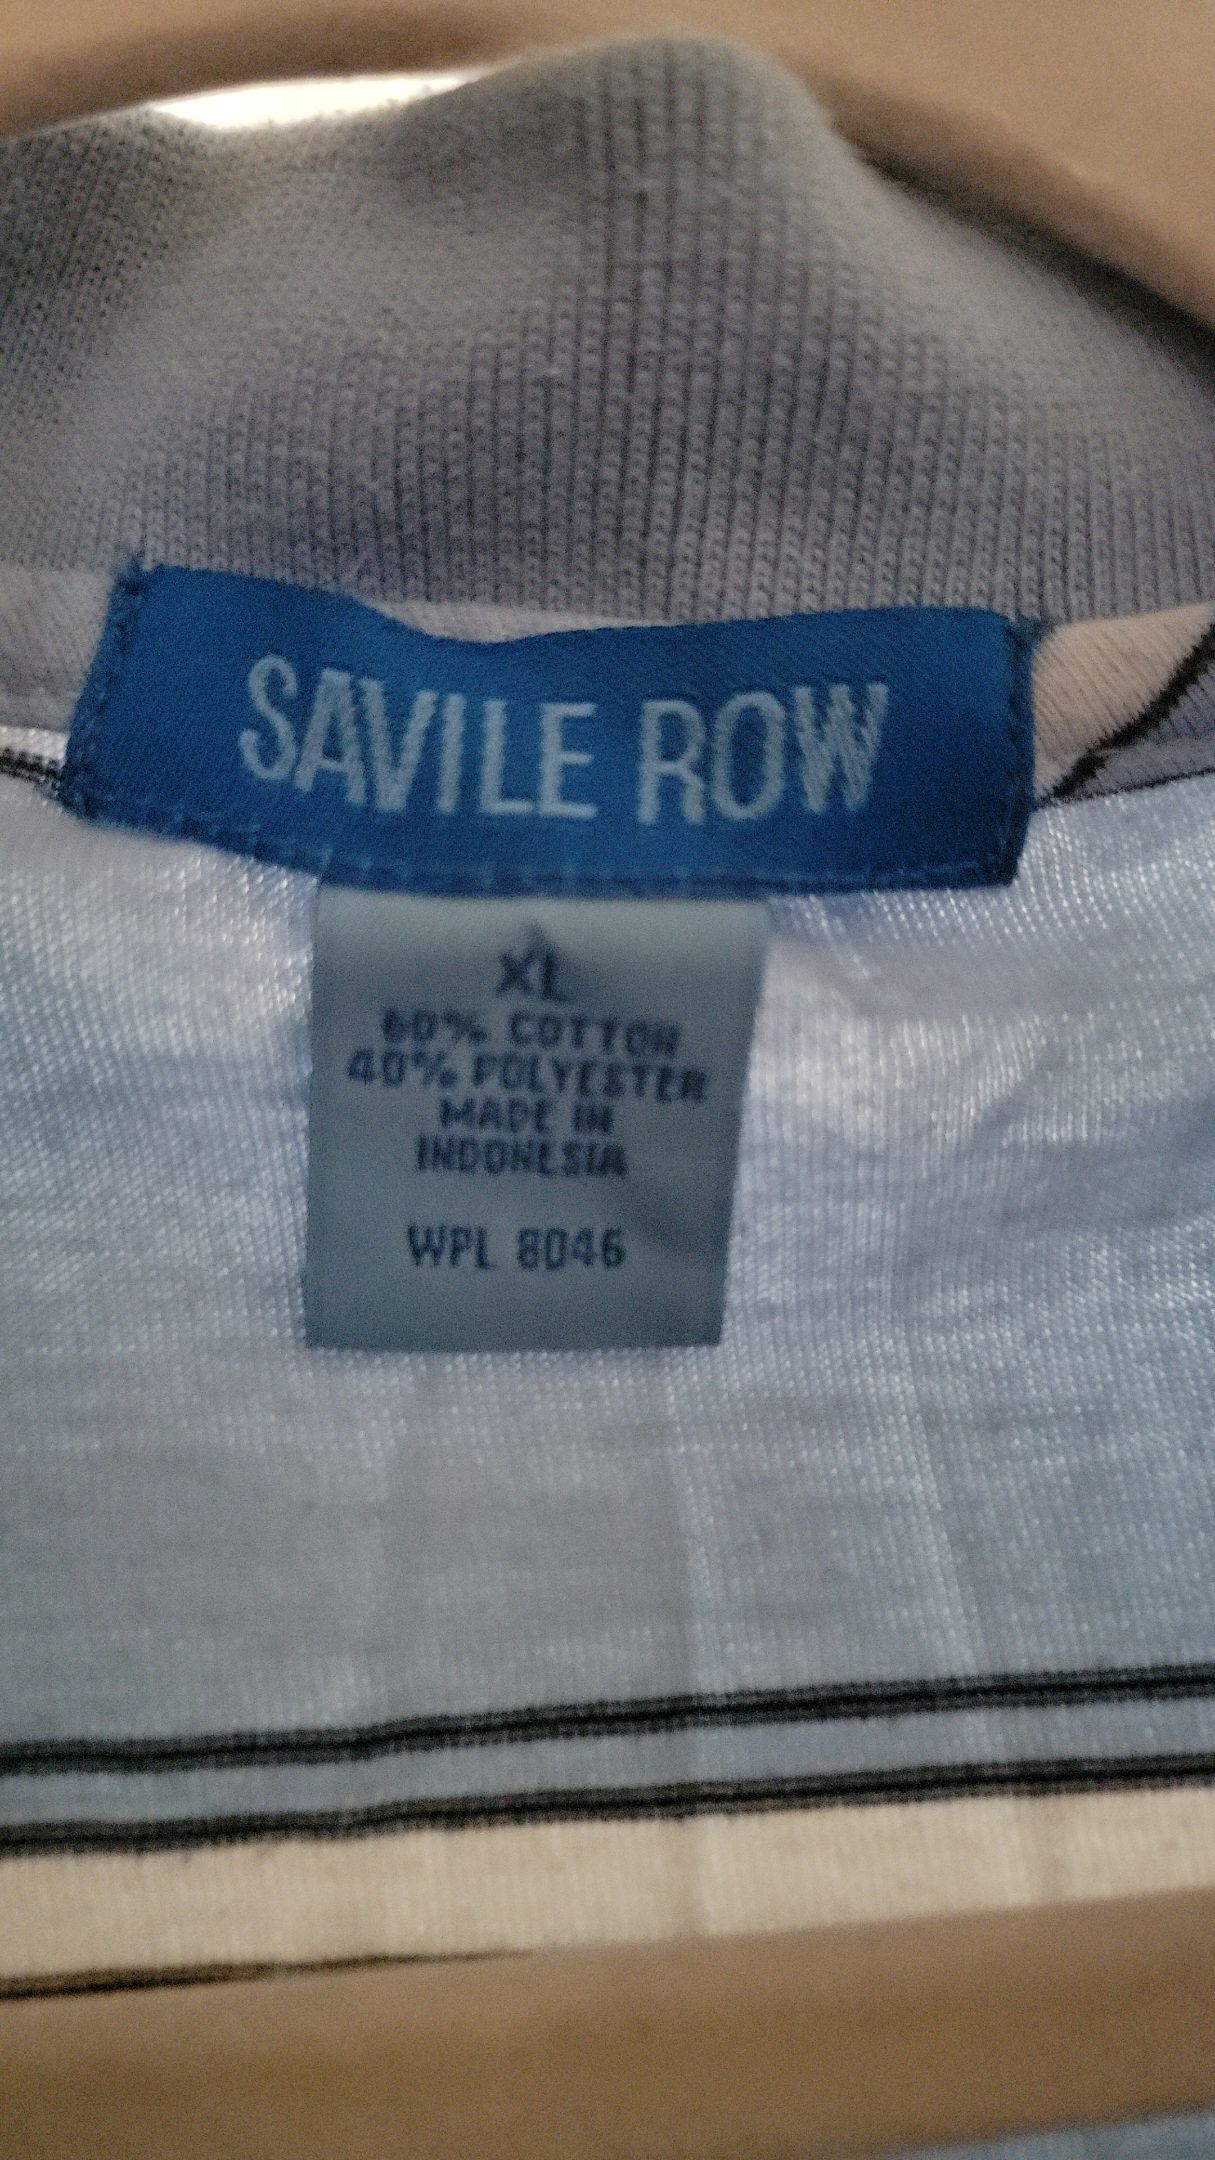 SAVILE ROW
XL
60% COTTON
40% POLYESTER
MADE IN
INDONESIA
WPL 8046